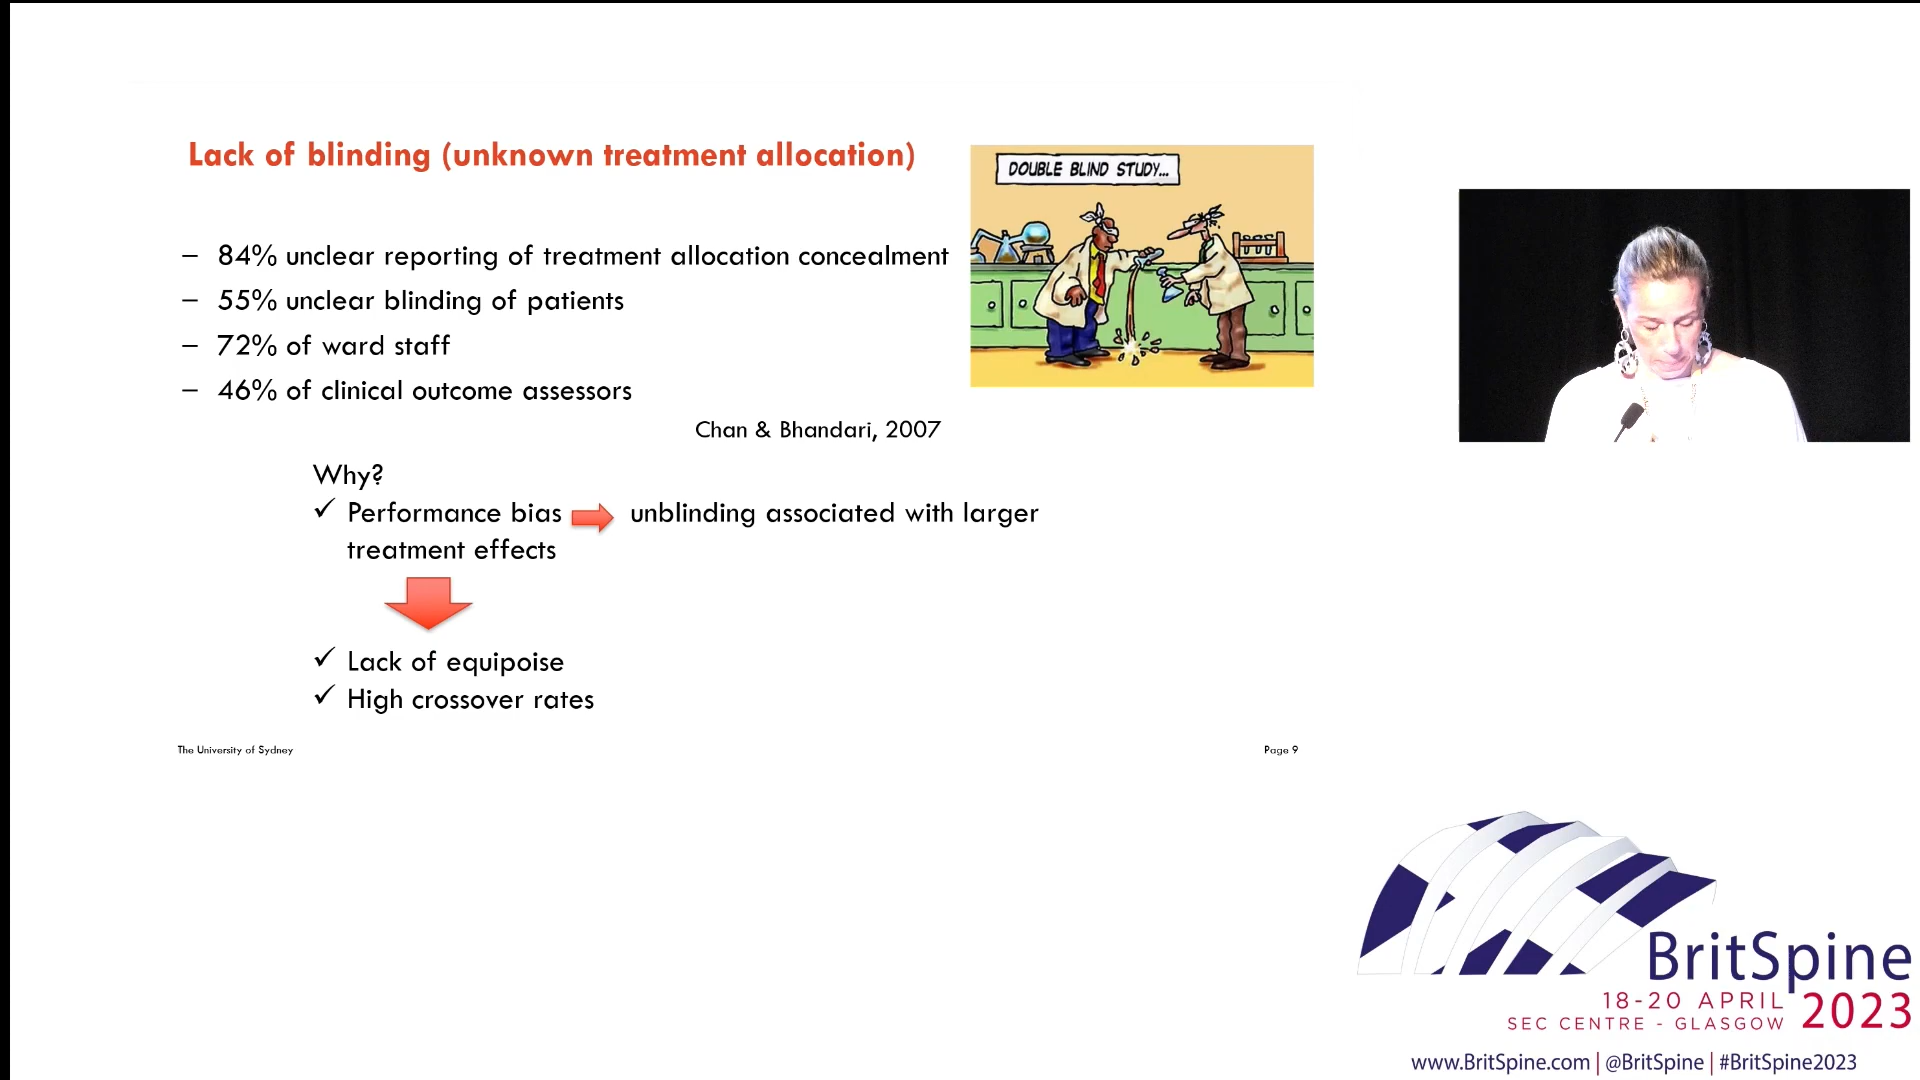 Lack of blinding (unknown treatment allocation)
DOUBLE BLIND STUDY...
– 84% unclear reporting of treatment allocation concealment
– 55% unclear blinding of patients
– 72% of ward staff
– 46% of clinical outcome assessors
Chan & Bhandari, 2007
Why?
✓ Performance bias unblinding associated with larger
treatment effects
✓ Lack of equipoise
✓ High crossover rates
The University of Sydney
Page 9
BritSpine
18-20 APRIL 2023
SEC CENTRE - GLASGOW
www.BritSpine.com | @BritSpine | #BritSpine2023